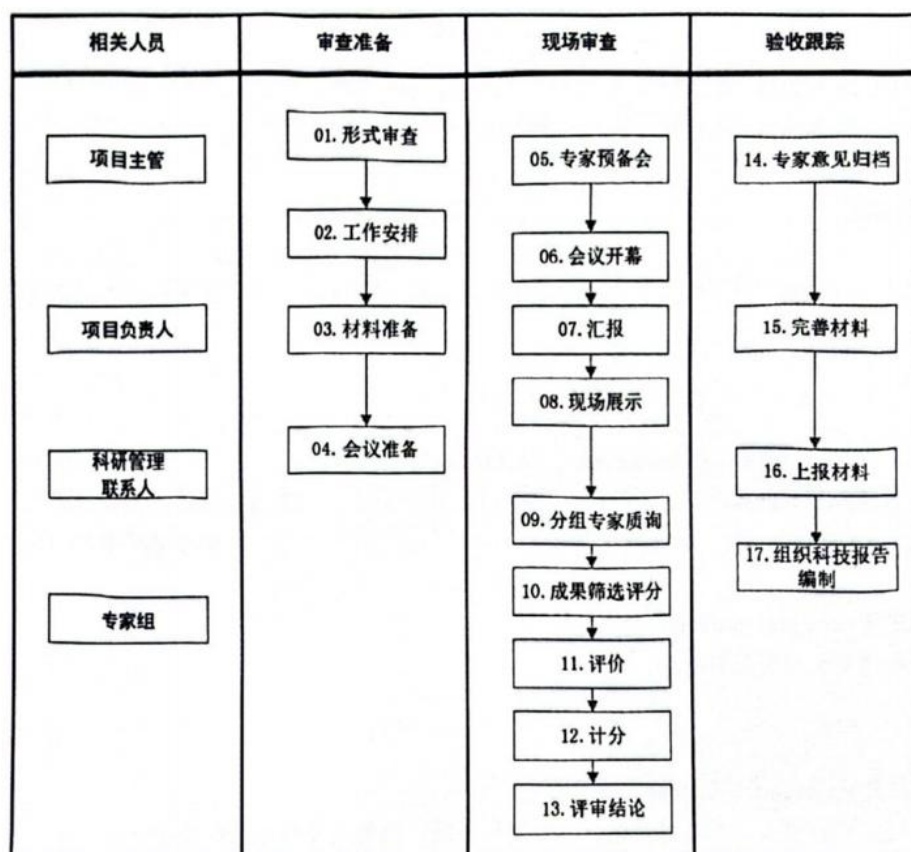 相关人员
审查准备
现场审查
验收跟踪
项目主管
项目负责人
科研管理
联系人
专家组
01.形式审查
02.工作安排
03.材料准备
04.会议准备
05.专家预备会
06.会议开幕
07.汇报
08.现场展示
09.分组专家质询
10.成果筛选评分
11.评价
12.计分
13.评审结论
14.专家意见归档
15.完善材料
16.上报材料
17.组织科技报告
编制